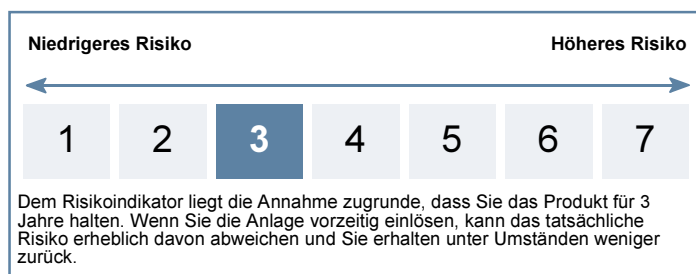 Niedrigeres Risiko Höheres Risiko
1 2 3 4 5 6 7
Dem Risikoindikator liegt die Annahme zugrunde, dass Sie das Produkt für 3
Jahre halten. Wenn Sie die Anlage vorzeitig einlösen, kann das tatsächliche
Risiko erheblich davon abweichen und Sie erhalten unter Umständen weniger
zurück.